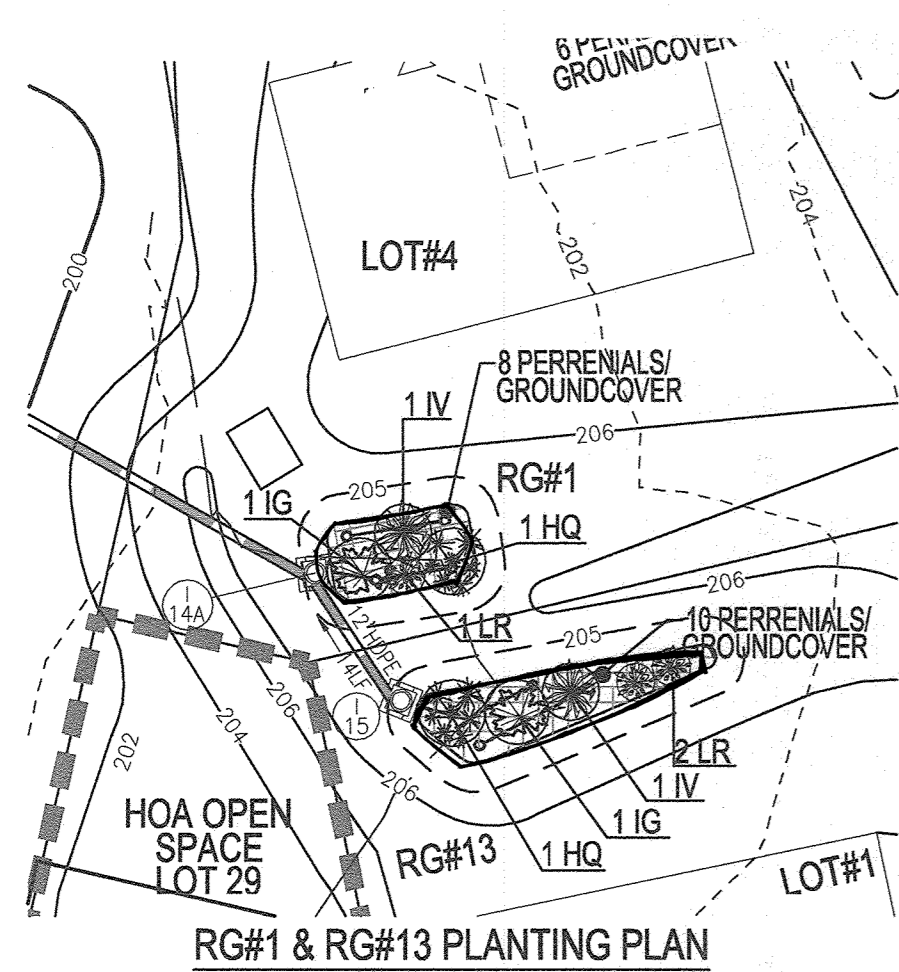 6 PERR
GROUNDCOVER
204
LOT#4
202
200
8 PERRENIALS/
GROUNDCOVER
1 IV
206
205
RG#1
1 IG
1 HQ
206
I
14A
1 LR
10 PERRENIALS/
GROUNDCOVER
205
12" HDPE
14LF
I
15
206
204
202
206
2 LR
1 IV
1 IG
1 HQ
HOA OPEN
SPACE
LOT 29
RG#13
LOT#1
RG#1 & RG#13 PLANTING PLAN